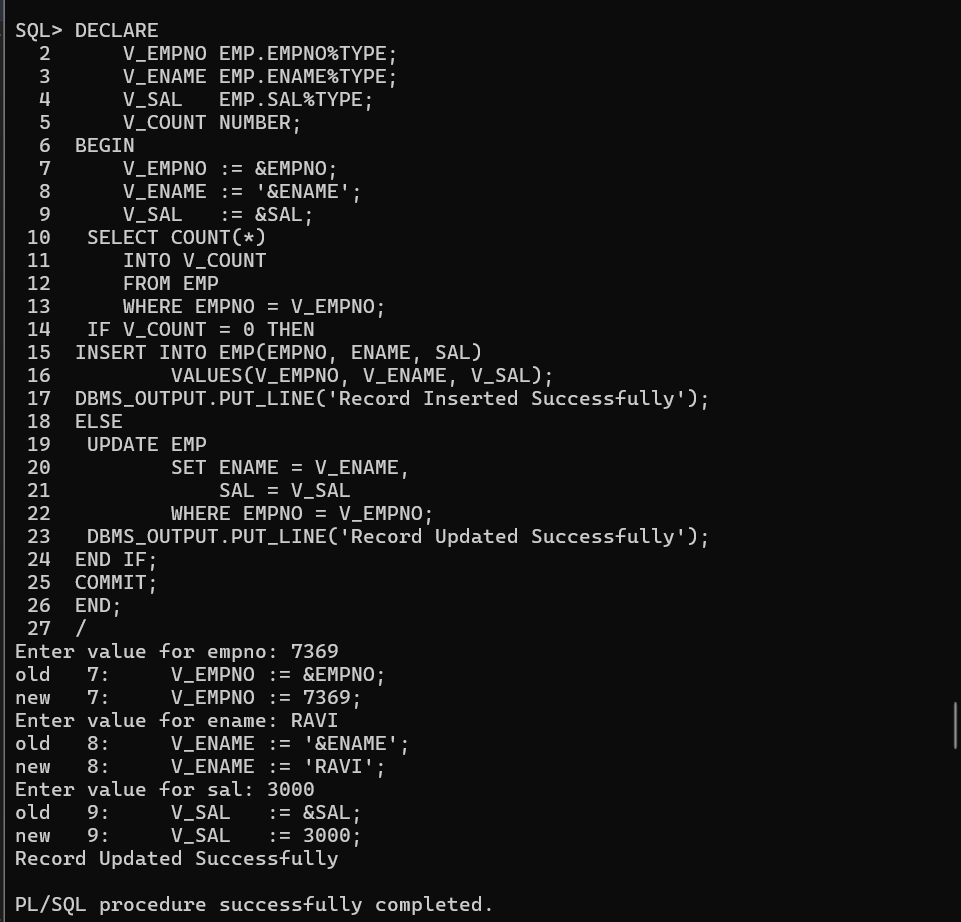 SQL> DECLARE
  2      V_EMPNO EMP.EMPNO%TYPE;
  3      V_ENAME EMP.ENAME%TYPE;
  4      V_SAL   EMP.SAL%TYPE;
  5      V_COUNT NUMBER;
  6  BEGIN
  7      V_EMPNO := &EMPNO;
  8      V_ENAME := '&ENAME';
  9      V_SAL   := &SAL;
 10   SELECT COUNT(*)
 11      INTO V_COUNT
 12      FROM EMP
 13      WHERE EMPNO = V_EMPNO;
 14   IF V_COUNT = 0 THEN
 15  INSERT INTO EMP(EMPNO, ENAME, SAL)
 16          VALUES(V_EMPNO, V_ENAME, V_SAL);
 17  DBMS_OUTPUT.PUT_LINE('Record Inserted Successfully');
 18  ELSE
 19   UPDATE EMP
 20          SET ENAME = V_ENAME,
 21              SAL = V_SAL
 22          WHERE EMPNO = V_EMPNO;
 23   DBMS_OUTPUT.PUT_LINE('Record Updated Successfully');
 24  END IF;
 25  COMMIT;
 26  END;
 27  /
Enter value for empno: 7369
old   7:     V_EMPNO := &EMPNO;
new   7:     V_EMPNO := 7369;
Enter value for ename: RAVI
old   8:     V_ENAME := '&ENAME';
new   8:     V_ENAME := 'RAVI';
Enter value for sal: 3000
old   9:     V_SAL   := &SAL;
new   9:     V_SAL   := 3000;
Record Updated Successfully

PL/SQL procedure successfully completed.